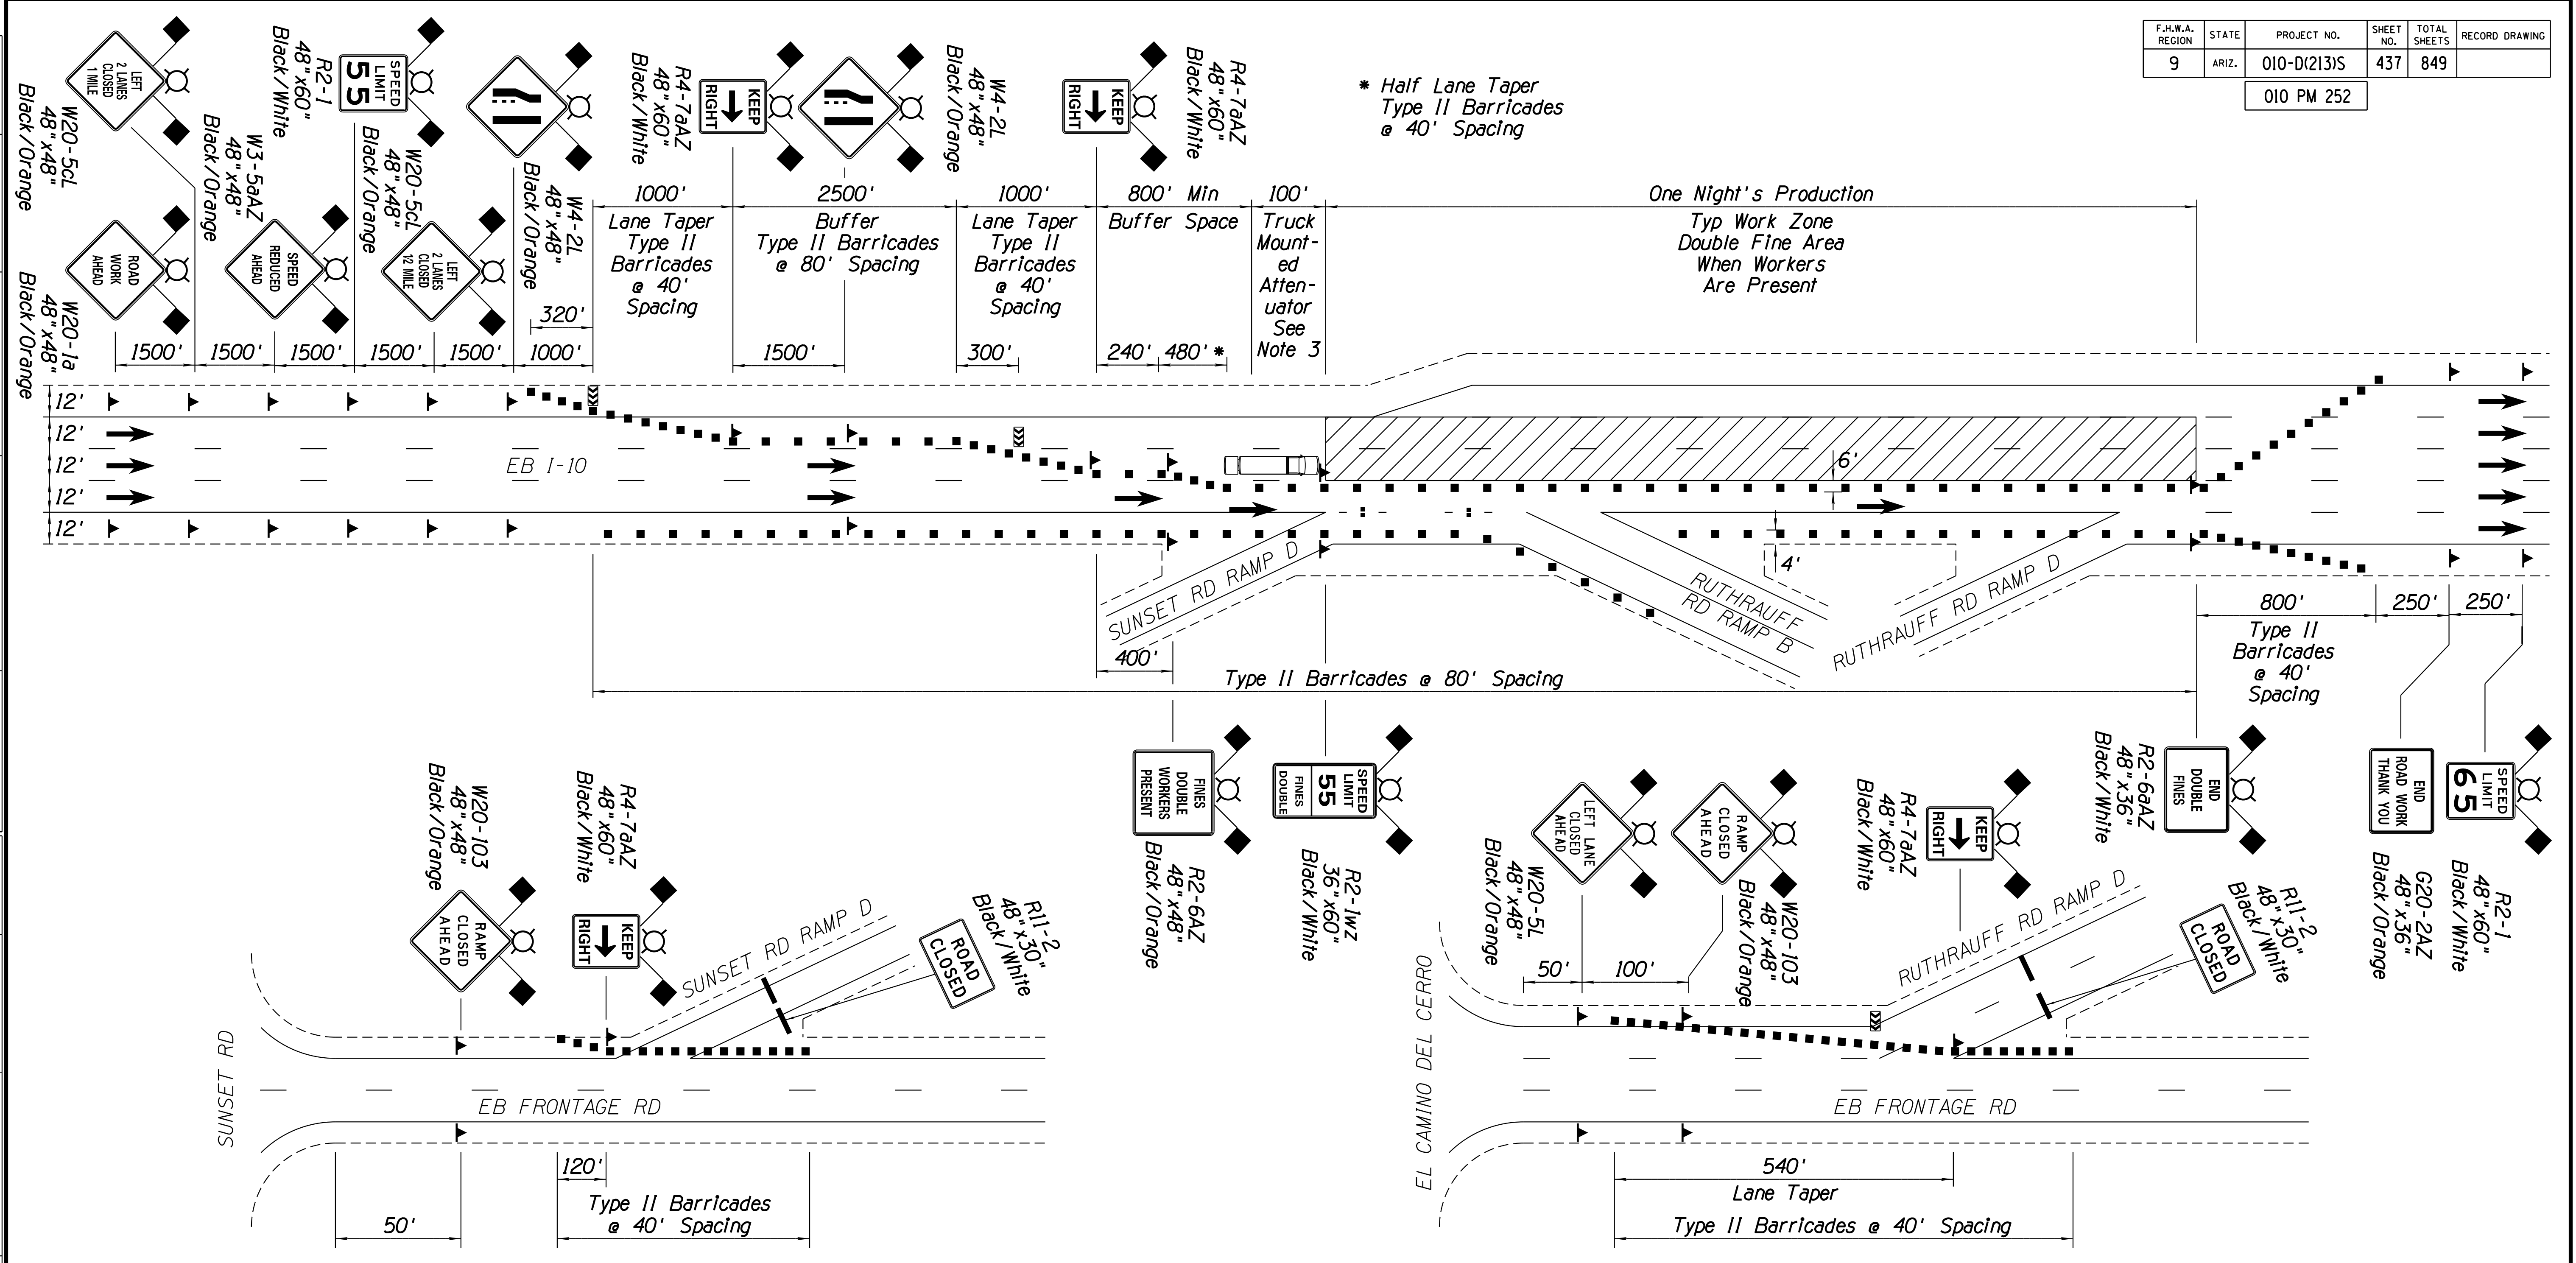 F.H.W.A.
REGION
STATE
PROJECT NO.
SHEET
NO.
TOTAL
SHEETS
RECORD DRAWING
9
ARIZ.
010-D(213)S
437
849
010 PM 252
* Half Lane Taper
Type II Barricades
@ 40' Spacing
LEFT
2 LANES
CLOSED
1 MILE
W20-5cL
48"x48"
Black/Orange
SPEED
LIMIT
55
R2-1
48"x60"
Black/White
W4-2L
48"x48"
Black/Orange
KEEP
RIGHT
R4-7aAZ
48"x60"
Black/White
W4-2L
48"x48"
Black/Orange
KEEP
RIGHT
R4-7aAZ
48"x60"
Black/White
ROAD
WORK
AHEAD
W20-1a
48"x48"
Black/Orange
SPEED
REDUCED
AHEAD
W3-5aAZ
48"x48"
Black/Orange
LEFT
2 LANES
CLOSED
12 MILE
W20-5cL
48"x48"
Black/Orange
1000'
Lane Taper
Type II
Barricades
@ 40'
Spacing
2500'
Buffer
Type II Barricades
@ 80' Spacing
1000'
Lane Taper
Type II
Barricades
@ 40'
Spacing
800' Min
Buffer Space
100'
Truck
Mount-
ed
Atten-
uator
See
Note 3
One Night's Production
Typ Work Zone
Double Fine Area
When Workers
Are Present
320'
1500'
1500'
1500'
1500'
1500'
1000'
1500'
300'
240'
480' *
12'
12'
12'
12'
12'
EB I-10
6'
4'
SUNSET RD RAMP D
RUTHRAUFF
RD RAMP B
RUTHRAUFF RD RAMP D
400'
Type II Barricades @ 80' Spacing
800'
Type II
Barricades
@ 40'
Spacing
250'
250'
FINES
DOUBLE
WORKERS
PRESENT
R2-6AZ
48"x48"
Black/Orange
SPEED
LIMIT
55
FINES
DOUBLE
R2-1wz
36"x60"
Black/White
END
DOUBLE
FINES
R2-6aAZ
48"x36"
Black/White
END
ROAD WORK
THANK YOU
G20-2AZ
48"x36"
Black/Orange
SPEED
LIMIT
65
R2-1
48"x60"
Black/White
RAMP
CLOSED
AHEAD
W20-103
48"x48"
Black/Orange
KEEP
RIGHT
R4-7aAZ
48"x60"
Black/White
ROAD
CLOSED
R11-2
48"x30"
Black/White
SUNSET RD RAMP D
SUNSET RD
EB FRONTAGE RD
50'
120'
Type II Barricades
@ 40' Spacing
LEFT LANE
CLOSED
AHEAD
W20-5L
48"x48"
Black/Orange
RAMP
CLOSED
AHEAD
W20-103
48"x48"
Black/Orange
KEEP
RIGHT
R4-7aAZ
48"x60"
Black/White
ROAD
CLOSED
R11-2
48"x30"
Black/White
50'
100'
RUTHRAUFF RD RAMP D
EL CAMINO DEL CERRO
EB FRONTAGE RD
540'
Lane Taper
Type II Barricades @ 40' Spacing